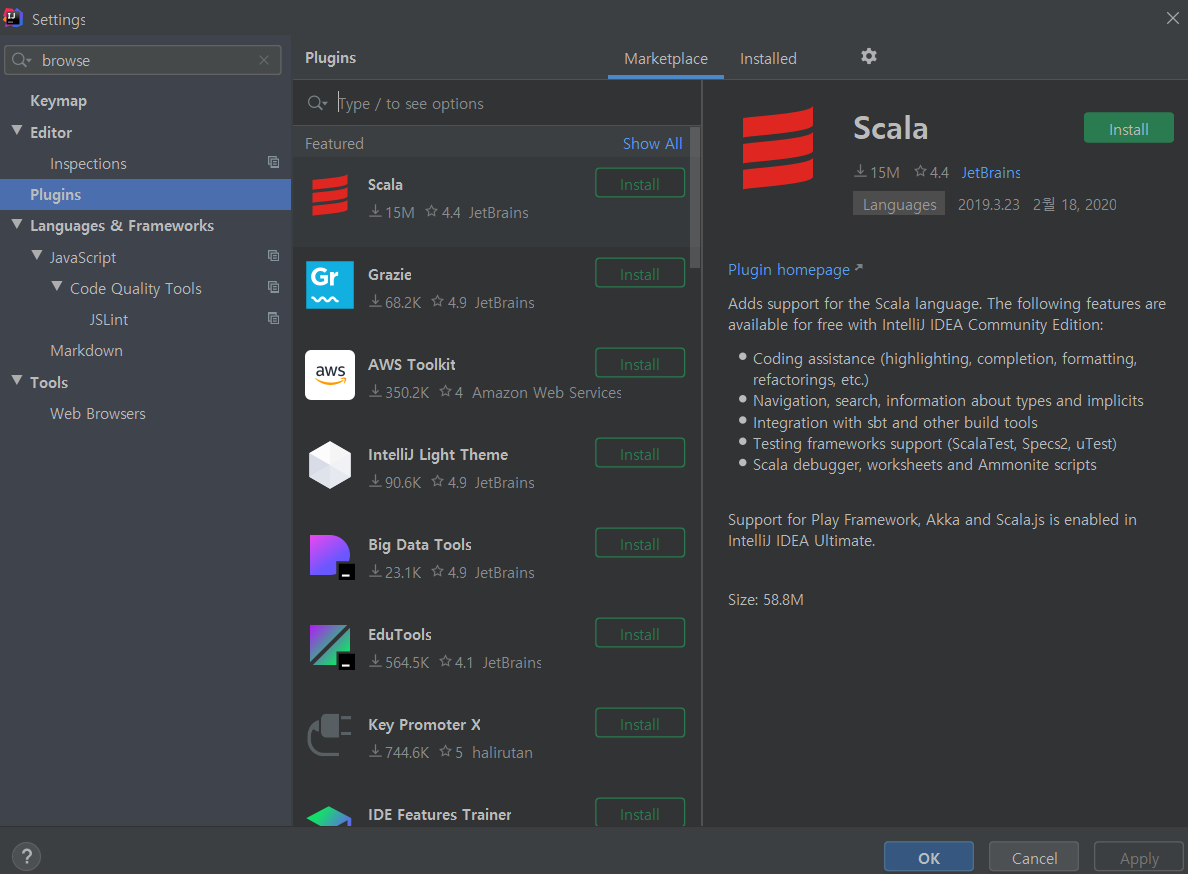 Settings
browse
Keymap
Editor
Inspections
Plugins
Languages & Frameworks
JavaScript
Code Quality Tools
JSLint
Markdown
Tools
Web Browsers
Plugins
Marketplace
Installed
Type / to see options
Featured
Show All
Scala
Install
15M 4.4 JetBrains
Grazie
Install
68.2K 4.9 JetBrains
AWS Toolkit
Install
350.2K 4 Amazon Web Services
IntelliJ Light Theme
Install
90.6K 4.9 JetBrains
Big Data Tools
Install
23.1K 4.9 JetBrains
EduTools
Install
564.5K 4.1 JetBrains
Key Promoter X
Install
744.6K 5 halirutan
IDE Features Trainer
Install
Gr
aws
Scala
Install
15M 4.4 JetBrains
Languages 2019.3.23 2월 18, 2020
Plugin homepage
Adds support for the Scala language. The following features are
available for free with IntelliJ IDEA Community Edition:
Coding assistance (highlighting, completion, formatting,
refactorings, etc.)
Navigation, search, information about types and implicits
Integration with sbt and other build tools
Testing frameworks support (ScalaTest, Specs2, uTest)
Scala debugger, worksheets and Ammonite scripts
Support for Play Framework, Akka and Scala.js is enabled in
IntelliJ IDEA Ultimate.
Size: 58.8M
?
OK
Cancel
Apply